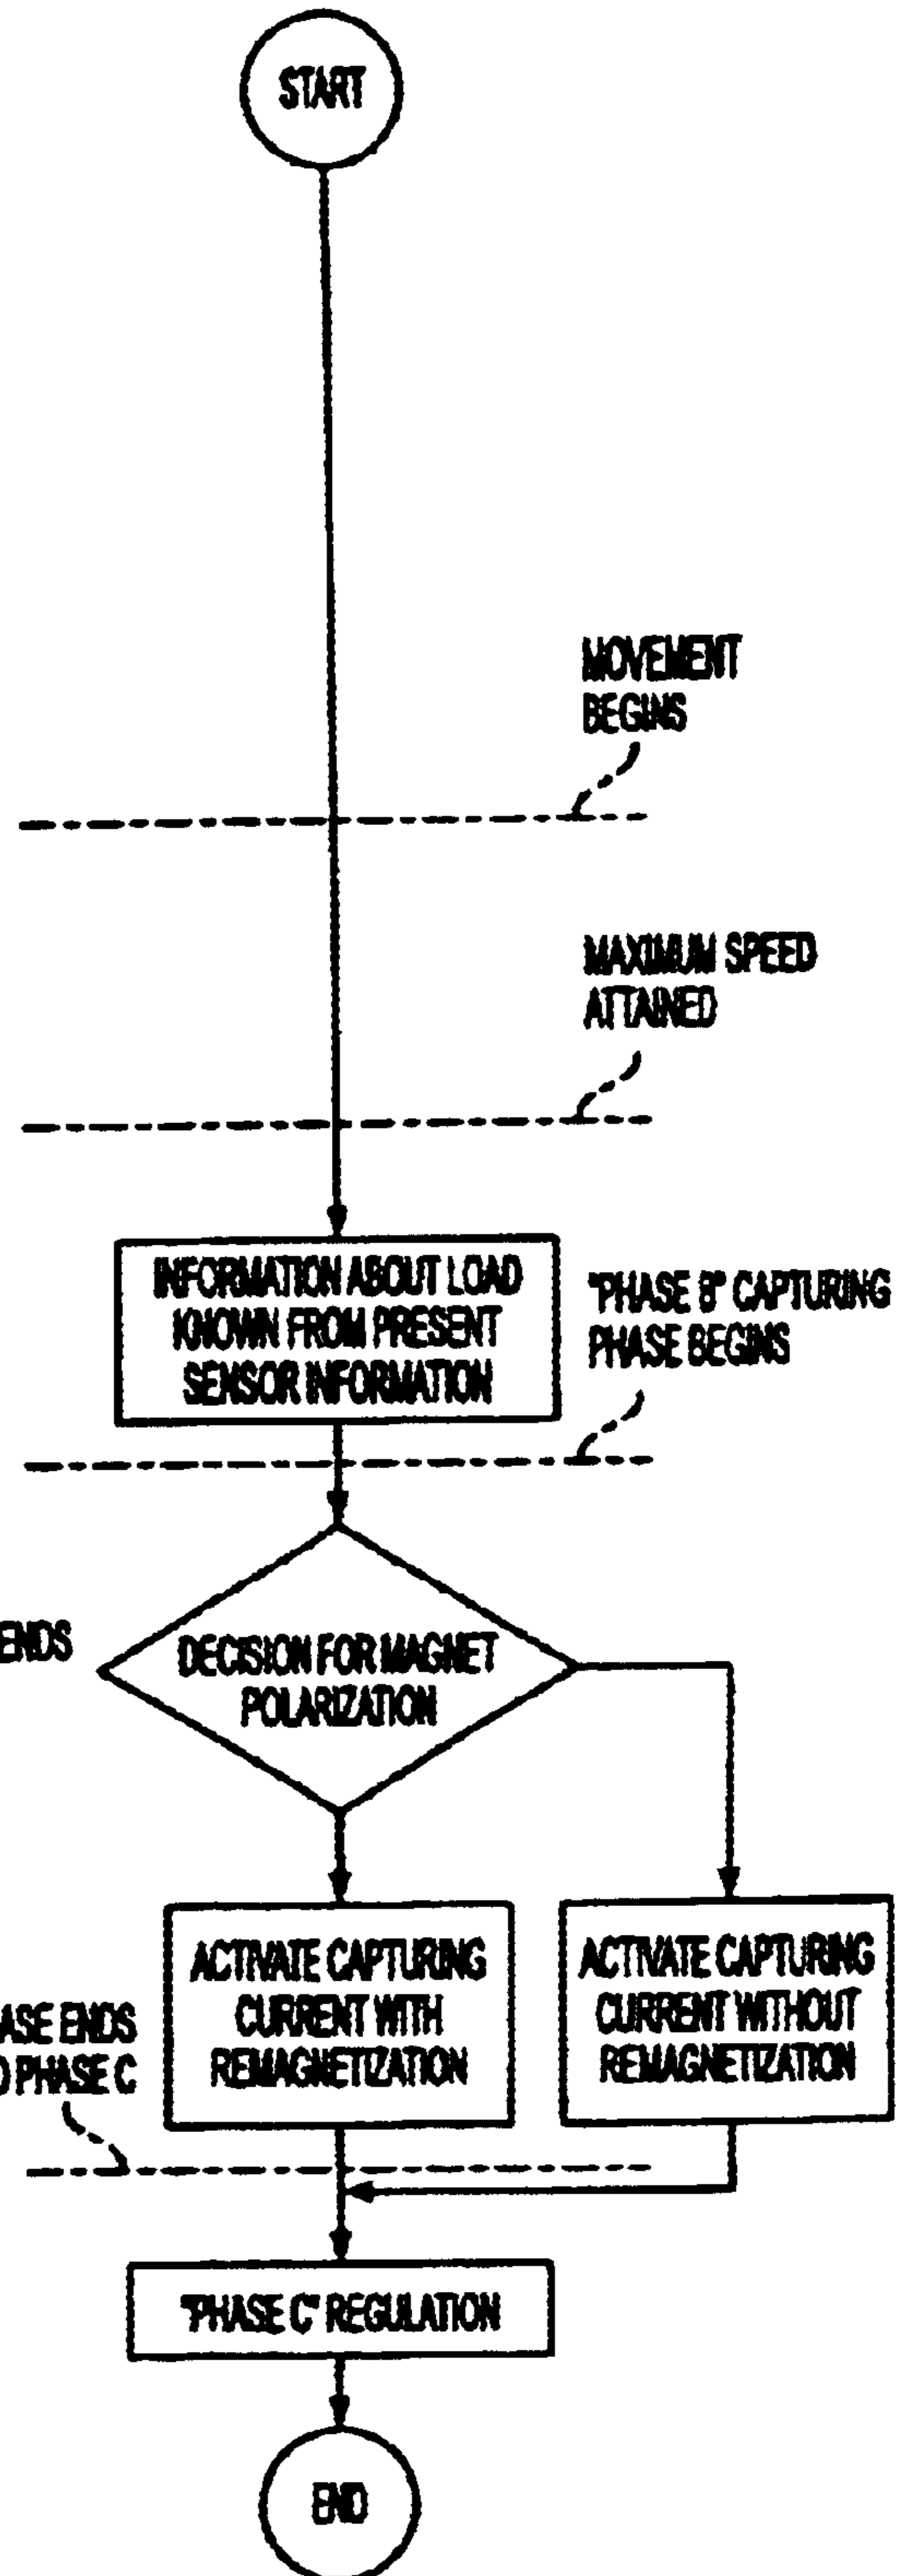 START
MOVEMENT
BEGINS
MAXIMUM SPEED
ATTAINED
INFORMATION ABOUT LOAD
KNOWN FROM PRESENT
SENSOR INFORMATION
"PHASE B" CAPTURING
PHASE BEGINS
ENDS
DECISION FOR MAGNET
POLARIZATION
ACTIVATE CAPTURING
CURRENT WITH
REMAGNETIZATION
ACTIVATE CAPTURING
CURRENT WITHOUT
REMAGNETIZATION
ASE ENDS
PHASE C
"PHASE C" REGULATION
END